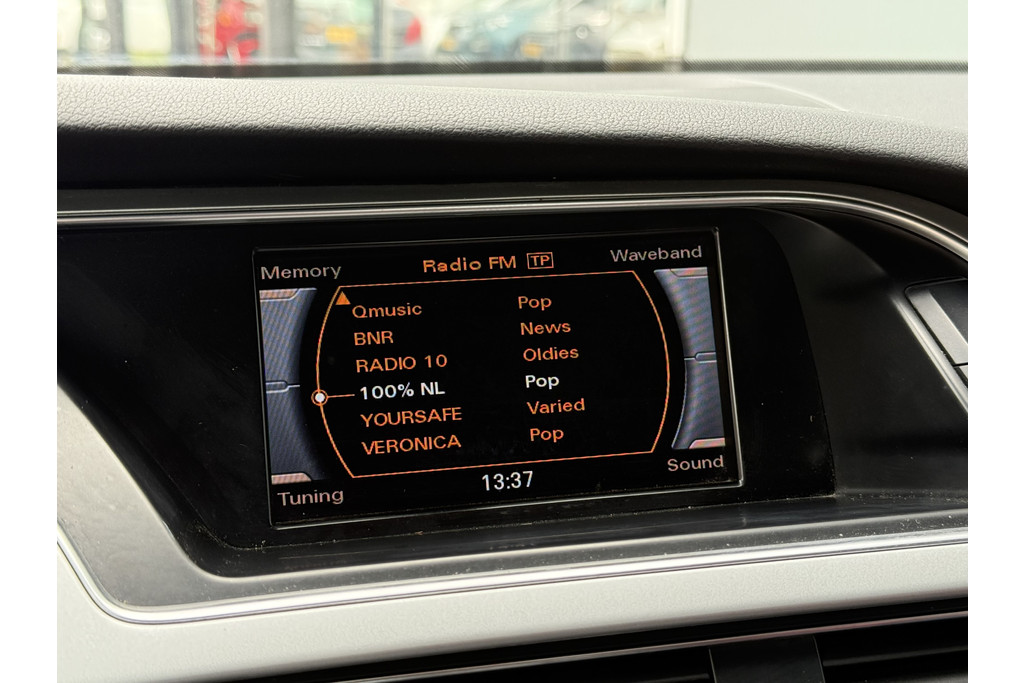 Memory Radio FM TP Waveband
Qmusic Pop
BNR News
RADIO 10 Oldies
100% NL Pop
YOURSAFE Varied
VERONICA Pop
Tuning 13:37 Sound